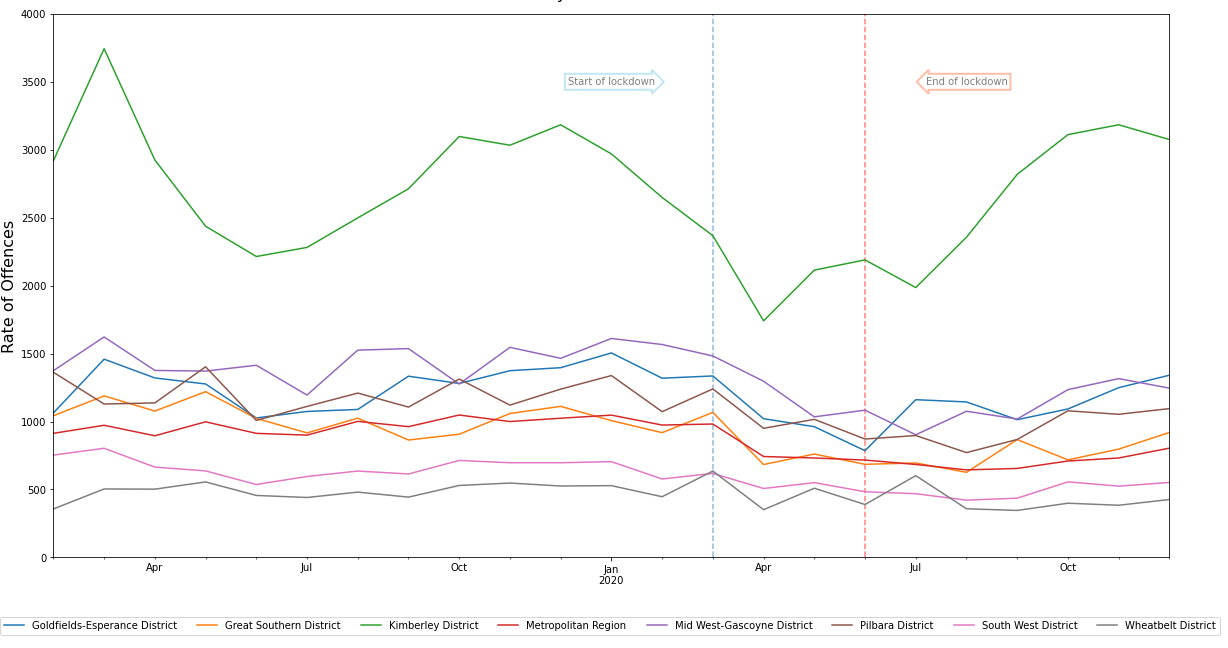 4000
3500
3000
2500
2000
1500
1000
500
0
Rate of Offences
Start of lockdown
End of lockdown
Apr
Jul
Oct
Jan
2020
Apr
Jul
Oct
Goldfields-Esperance District
Great Southern District
Kimberley District
Metropolitan Region
Mid West-Gascoyne District
Pilbara District
South West District
Wheatbelt District